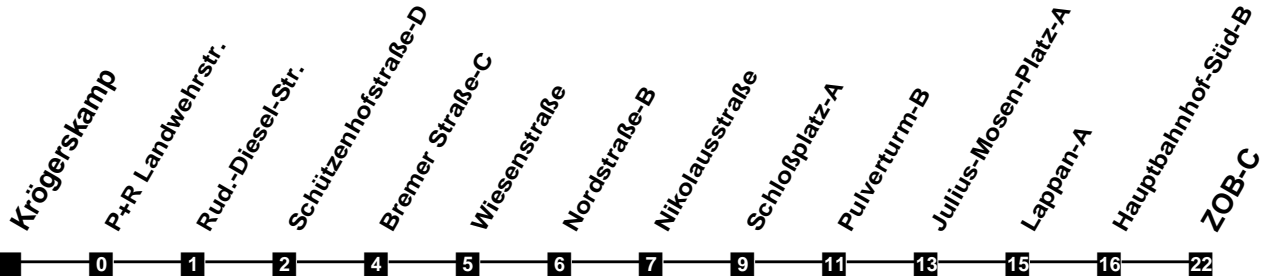 Krögerskamp
P+R Landwehrstr.
Rud.-Diesel-Str.
Schützenhofstraße-D
Bremer Straße-C
Wiesenstraße
Nordstraße-B
Nikolausstraße
Schloßplatz-A
Pulverturm-B
Julius-Mosen-Platz-A
Lappan-A
Hauptbahnhof-Süd-B
ZOB-C
0 1 2 4 5 6 7 9 11 13 15 16 22